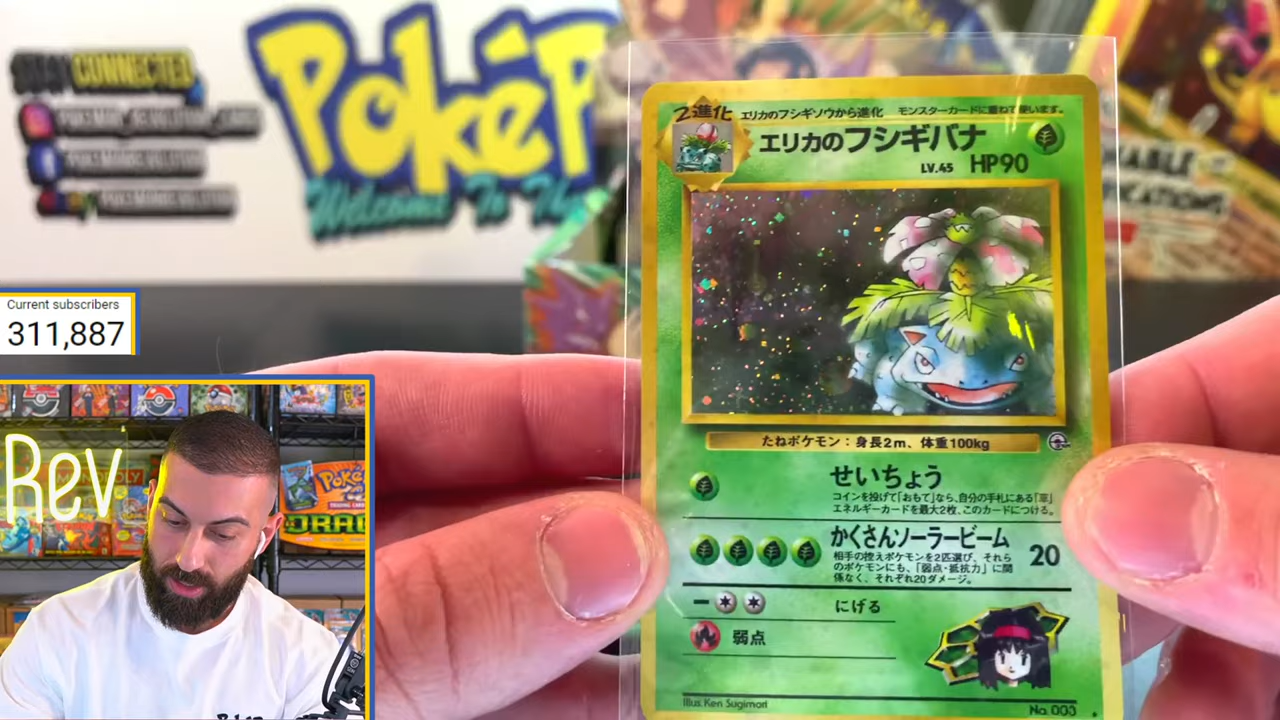 STAY CONNECTED
PokéP
Welcome To The
Current subscribers
311,887
Rev
Poké
2進化
エリカのフシギソウから進化 モンスターカードに重ねて使います。
エリカのフシギバナ
LV.45 HP90
たねポケモン：身長2m、体重100kg
せいちょう
コインを投げて「おもて」なら、自分の手札にある「草」
エネルギーカードを最大2枚、このカードにつける。
かくさんソーラービーム
20
相手の控えポケモンを2匹選び、それら
のポケモンにも、「弱点・抵抗力」に関
係なく、それぞれ20ダメージ。
にげる
弱点
Illus. Ken Sugimori
No. 003